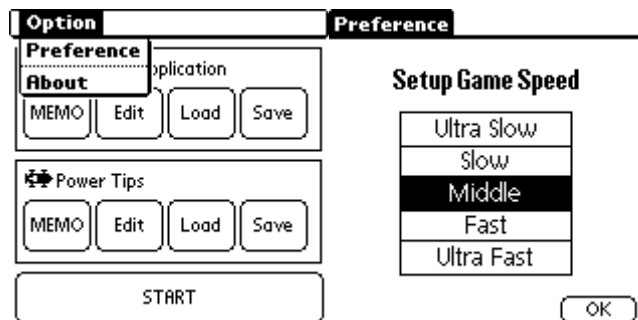 Option
Preference
About
plication
MEMO Edit Load Save
Power Tips
MEMO Edit Load Save
START
Preference
Setup Game Speed
Ultra Slow
Slow
Middle
Fast
Ultra Fast
OK